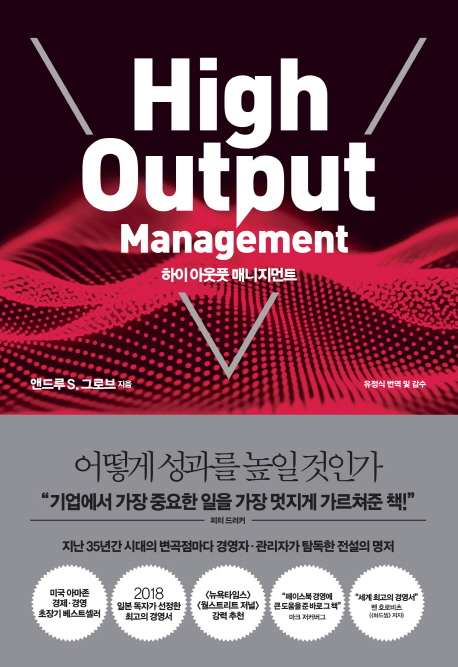 High
Output
Management
하이 아웃풋 매니지먼트
앤드루 S. 그로브 지음
유정식 번역 및 감수
어떻게 성과를 높일 것인가
“기업에서 가장 중요한 일을 가장 멋지게 가르쳐준 책!”
피터 드러커
지난 35년간 시대의 변곡점마다 경영자·관리자가 탐독한 전설의 명저
미국 아마존
경제·경영
초장기 베스트셀러
2018
일본 독자가 선정한
최고의 경영서
〈뉴욕타임스〉
〈월스트리트 저널〉
강력 추천
“페이스북 경영에
큰 도움을 준 바로 그 책”
마크 저커버그
“세계 최고의 경영서”
벤 호로비츠
(《하드씽》 저자)